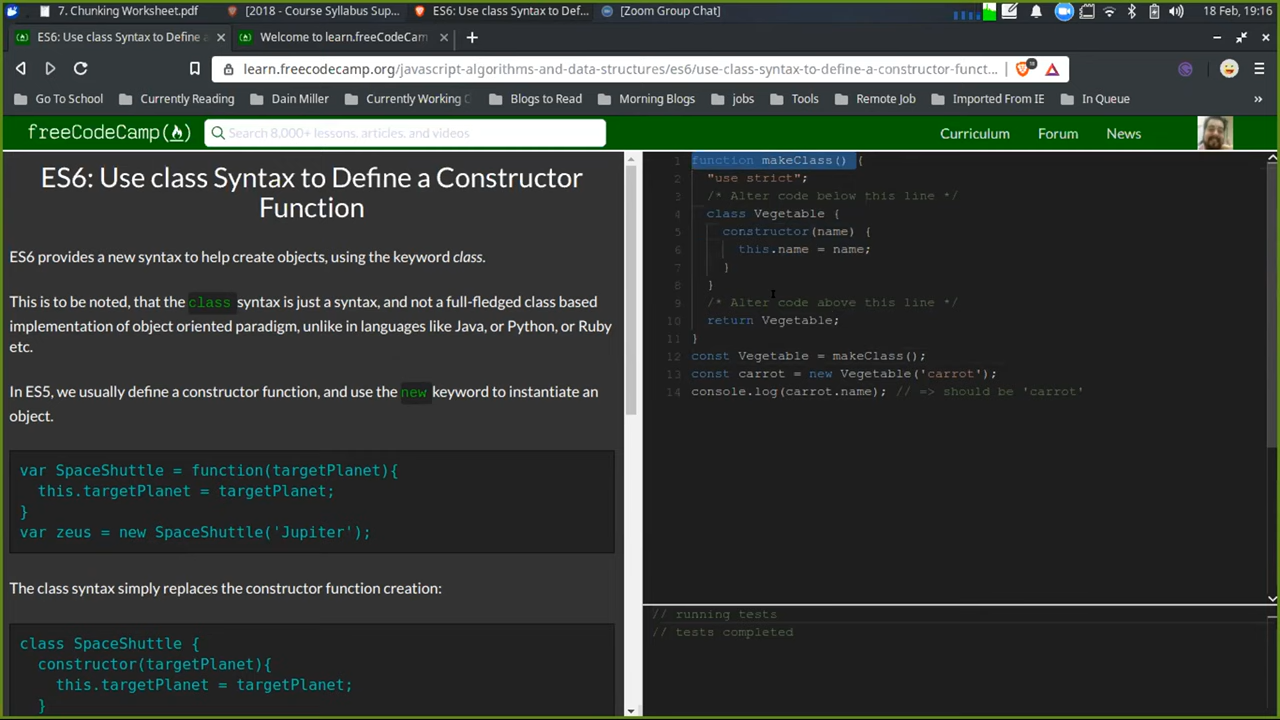 7. Chunking Worksheet.pdf
[2018 - Course Syllabus Sup...
ES6: Use class Syntax to Def...
[Zoom Group Chat]
18 Feb, 19:16
ES6: Use class Syntax to Define a
Welcome to learn.freeCodeCam
learn.freecodecamp.org/javascript-algorithms-and-data-structures/es6/use-class-syntax-to-define-a-constructor-funct...
18
Go To School
Currently Reading
Dain Miller
Currently Working C
Blogs to Read
Morning Blogs
jobs
Tools
Remote Job
Imported From IE
In Queue
»
freeCodeCamp
Search 8,000+ lessons, articles, and videos
Curriculum
Forum
News
ES6: Use class Syntax to Define a Constructor
Function
ES6 provides a new syntax to help create objects, using the keyword class.
This is to be noted, that the class syntax is just a syntax, and not a full-fledged class based
implementation of object oriented paradigm, unlike in languages like Java, or Python, or Ruby
etc.
In ES5, we usually define a constructor function, and use the new keyword to instantiate an
object.
var SpaceShuttle = function(targetPlanet){
this.targetPlanet = targetPlanet;
}
var zeus = new SpaceShuttle('Jupiter');
The class syntax simply replaces the constructor function creation:
class SpaceShuttle {
constructor(targetPlanet){
this.targetPlanet = targetPlanet;
}
1 function makeClass() {
2 "use strict";
3 /* Alter code below this line */
4 class Vegetable {
5 constructor(name) {
6 this.name = name;
7 }
8 }
9 /* Alter code above this line */
10 return Vegetable;
11 }
12 const Vegetable = makeClass();
13 const carrot = new Vegetable('carrot');
14 console.log(carrot.name); // => should be 'carrot'
// running tests
// tests completed